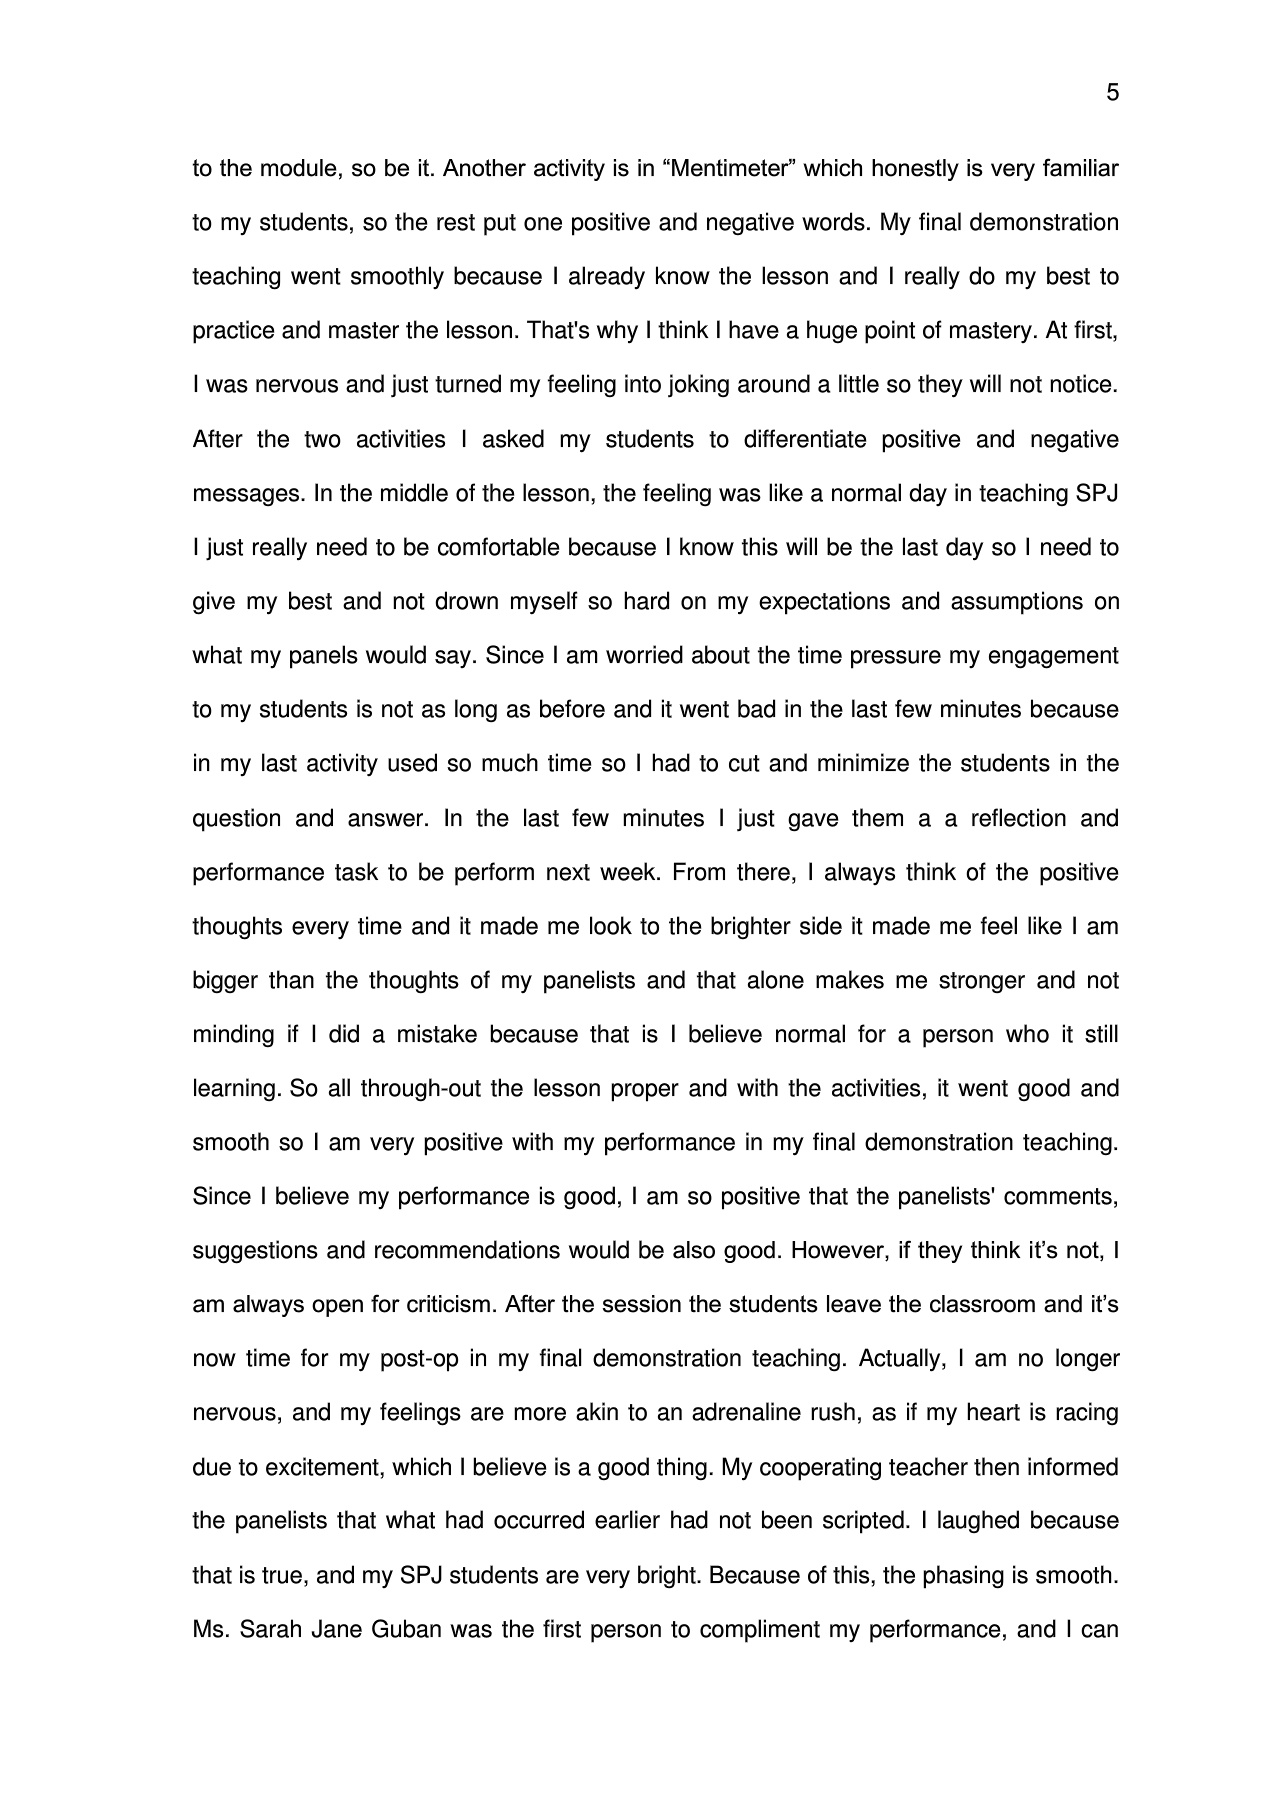 5
to the module, so be it. Another activity is in “Mentimeter” which honestly is very familiar
to my students, so the rest put one positive and negative words. My final demonstration
teaching went smoothly because I already know the lesson and I really do my best to
practice and master the lesson. That's why I think I have a huge point of mastery. At first,
I was nervous and just turned my feeling into joking around a little so they will not notice.
After the two activities I asked my students to differentiate positive and negative
messages. In the middle of the lesson, the feeling was like a normal day in teaching SPJ
I just really need to be comfortable because I know this will be the last day so I need to
give my best and not drown myself so hard on my expectations and assumptions on
what my panels would say. Since I am worried about the time pressure my engagement
to my students is not as long as before and it went bad in the last few minutes because
in my last activity used so much time so I had to cut and minimize the students in the
question and answer. In the last few minutes I just gave them a a reflection and
performance task to be perform next week. From there, I always think of the positive
thoughts every time and it made me look to the brighter side it made me feel like I am
bigger than the thoughts of my panelists and that alone makes me stronger and not
minding if I did a mistake because that is I believe normal for a person who it still
learning. So all through-out the lesson proper and with the activities, it went good and
smooth so I am very positive with my performance in my final demonstration teaching.
Since I believe my performance is good, I am so positive that the panelists' comments,
suggestions and recommendations would be also good. However, if they think it’s not, I
am always open for criticism. After the session the students leave the classroom and it’s
now time for my post-op in my final demonstration teaching. Actually, I am no longer
nervous, and my feelings are more akin to an adrenaline rush, as if my heart is racing
due to excitement, which I believe is a good thing. My cooperating teacher then informed
the panelists that what had occurred earlier had not been scripted. I laughed because
that is true, and my SPJ students are very bright. Because of this, the phasing is smooth.
Ms. Sarah Jane Guban was the first person to compliment my performance, and I can